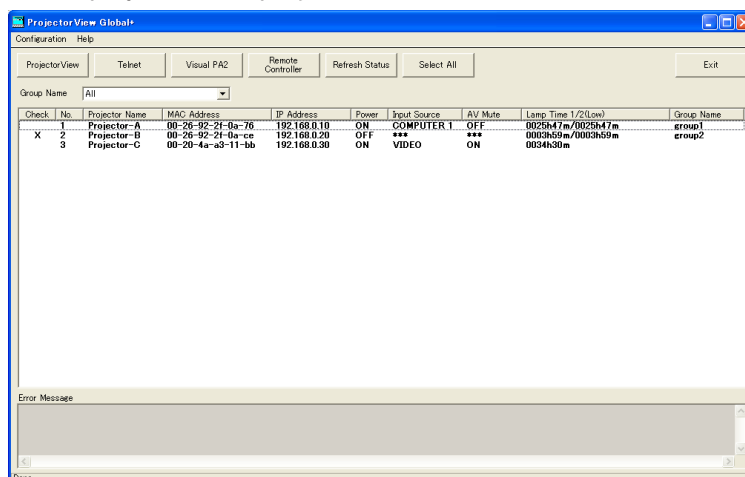 ProjectorView Global+
Configuration Help
ProjectorView Telnet Visual PA2 Remote Controller Refresh Status Select All Exit
Group Name All
Check No. Projector Name MAC Address IP Address Power Input Source AV Mute Lamp Time 1/2(Low) Group Name
1 Projector-A 00-26-92-2f-0a-76 192.168.0.10 ON COMPUTER 1 OFF 0025h47m/0025h47m group1
X 2 Projector-B 00-26-92-2f-0a-ce 192.168.0.20 OFF *** *** 0003h59m/0003h59m group2
3 Projector-C 00-20-4a-a3-11-bb 192.168.0.30 ON VIDEO ON 0034h30m
Error Message